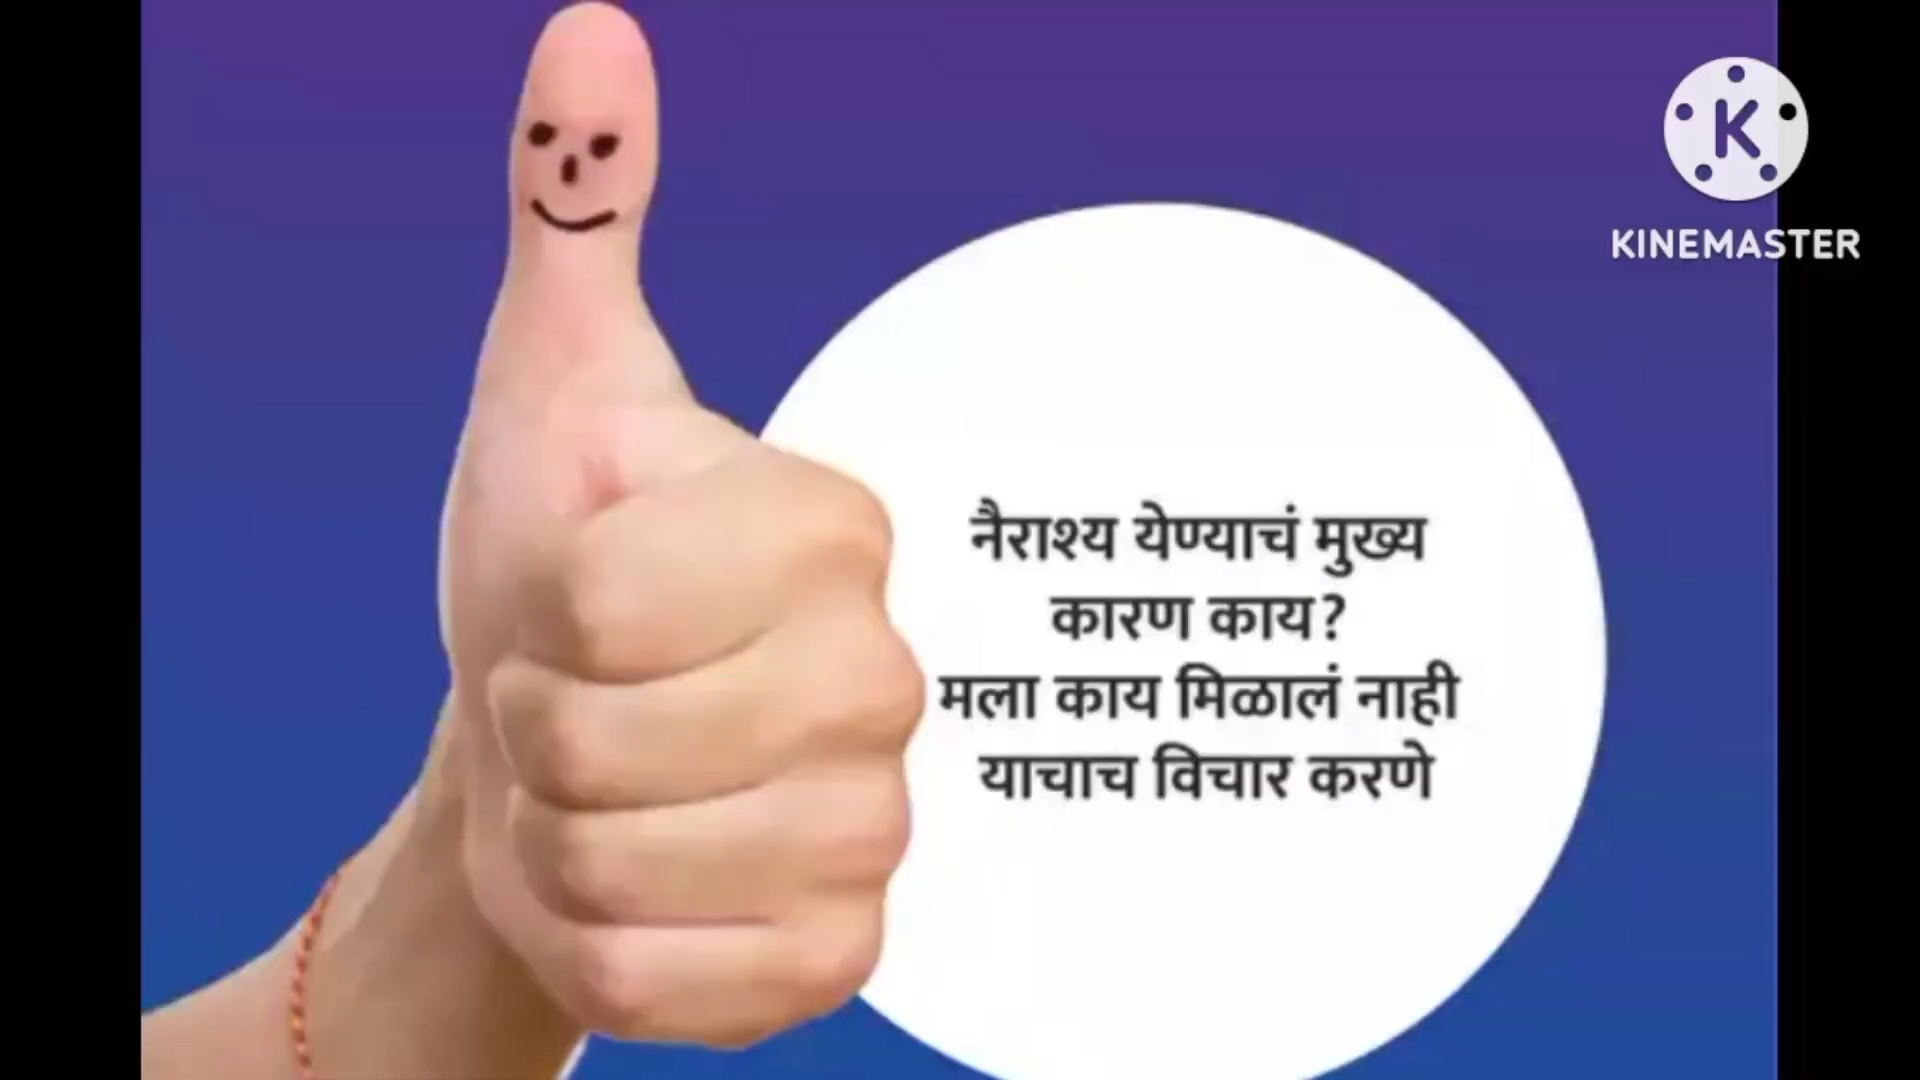 K
KINEMASTER
नैराश्य येण्याचं मुख्य
कारण काय?
मला काय मिळालं नाही
याचाच विचार करणे